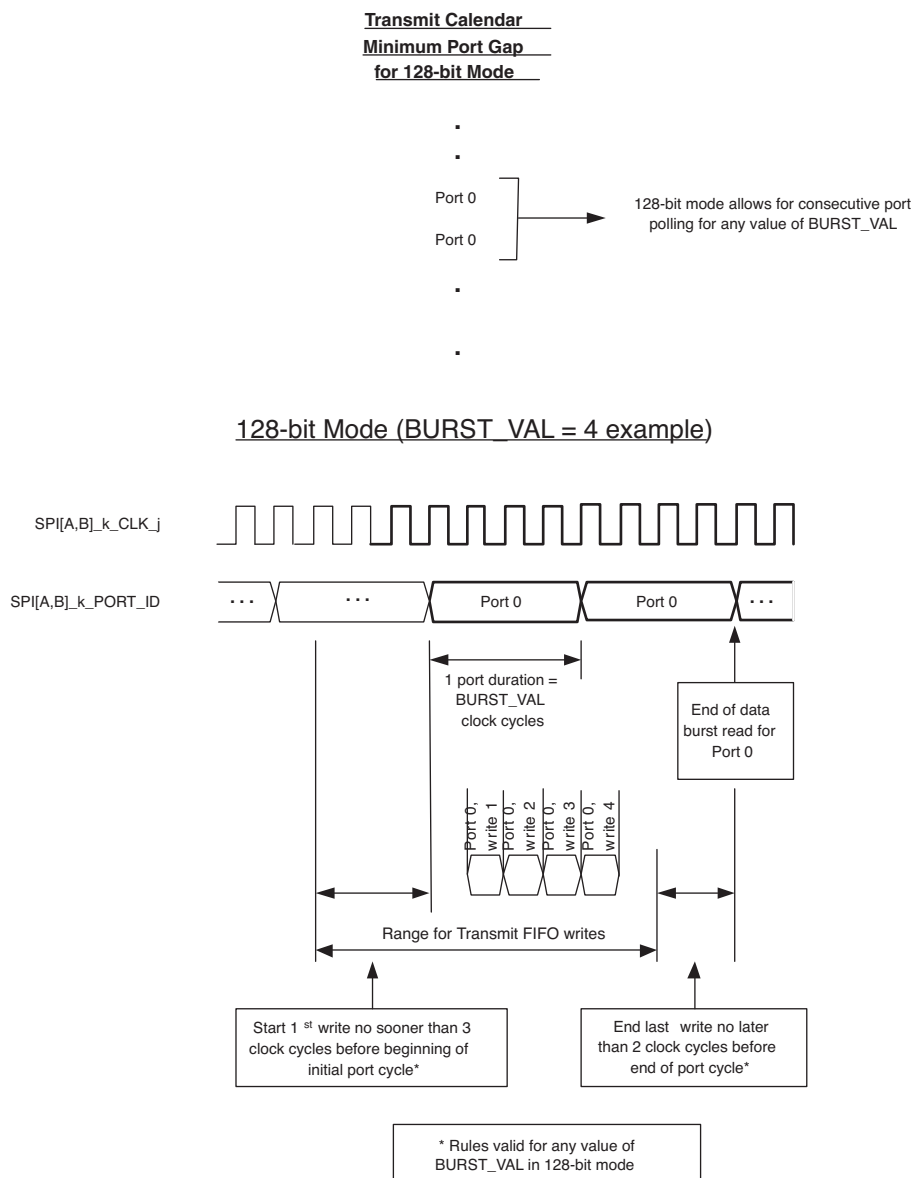 Transmit Calendar
Minimum Port Gap
for 128-bit Mode
Port 0
Port 0
128-bit mode allows for consecutive port
polling for any value of BURST_VAL
128-bit Mode (BURST_VAL = 4 example)
SPI[A,B]_k_CLK_j
SPI[A,B]_k_PORT_ID
...
...
Port 0
Port 0
...
1 port duration =
BURST_VAL
clock cycles
End of data
burst read for
Port 0
Port 0,
write 1
Port 0,
write 2
Port 0,
write 3
Port 0,
write 4
Range for Transmit FIFO writes
Start 1 st write no sooner than 3
clock cycles before beginning of
initial port cycle*
End last write no later
than 2 clock cycles before
end of port cycle*
* Rules valid for any value of
BURST_VAL in 128-bit mode